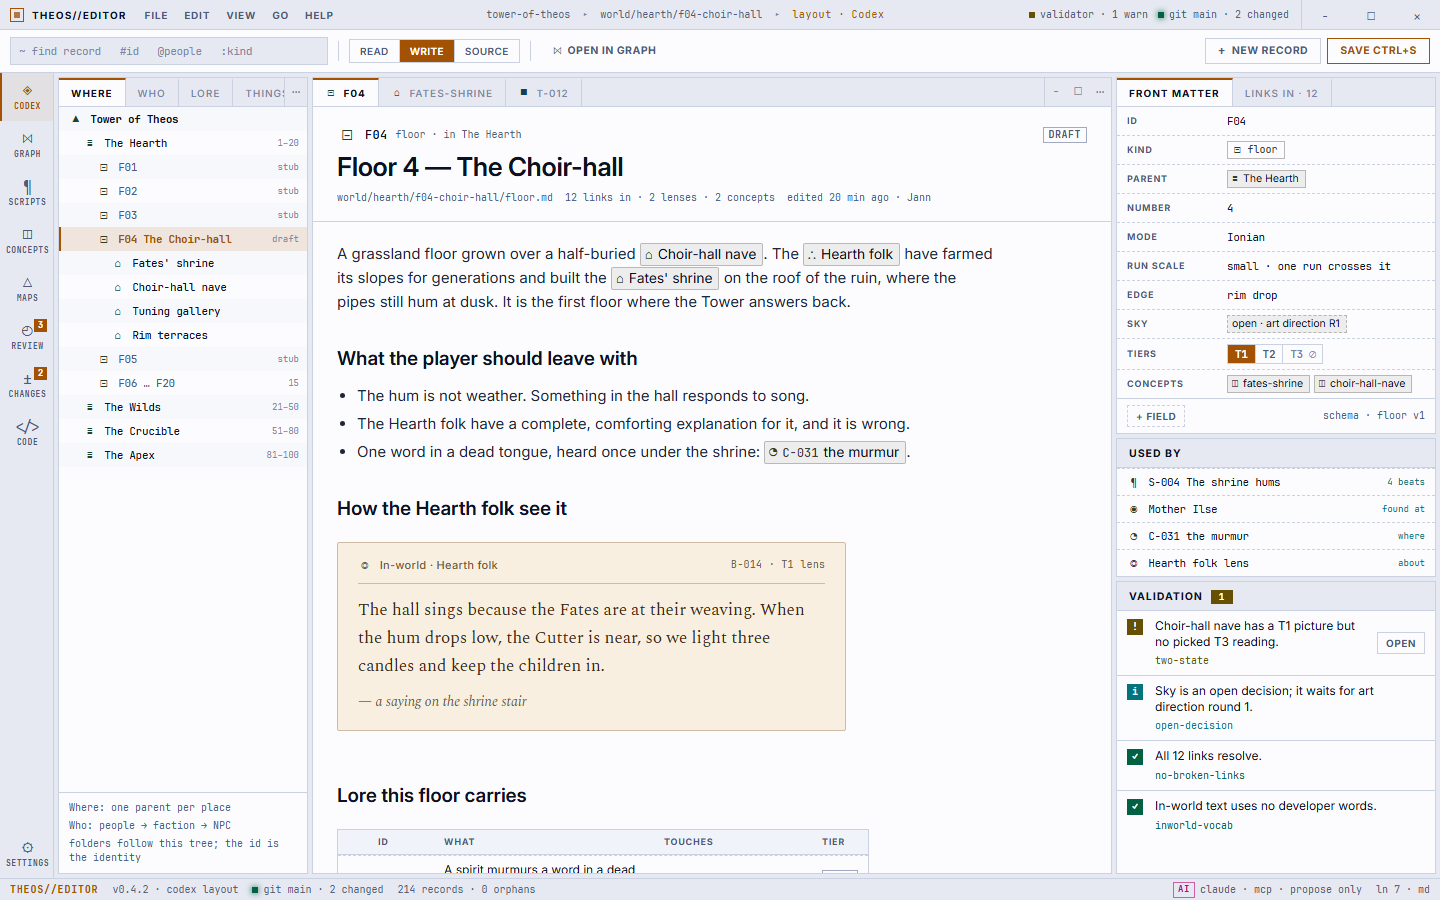 THEOS//EDITOR FILE EDIT VIEW GO HELP tower-of-theos ▸ world/hearth/f04-choir-hall ▸ layout · Codex validator · 1 warn git main · 2 changed
~ find record #id @people :kind READ WRITE SOURCE OPEN IN GRAPH + NEW RECORD SAVE CTRL+S
CODEX
GRAPH
SCRIPTS
CONCEPTS
MAPS
3
REVIEW
2
CHANGES
</>
CODE
SETTINGS
WHERE WHO LORE THINGS ⋯
Tower of Theos
The Hearth 1–20
F01 stub
F02 stub
F03 stub
F04 The Choir-hall draft
Fates' shrine
Choir-hall nave
Tuning gallery
Rim terraces
F05 stub
F06 … F20 15
The Wilds 21–50
The Crucible 51–80
The Apex 81–100
Where: one parent per place
Who: people → faction → NPC
folders follow this tree; the id is
the identity
F04 FATES-SHRINE T-012
F04 floor · in The Hearth DRAFT
Floor 4 — The Choir-hall
world/hearth/f04-choir-hall/floor.md 12 links in · 2 lenses · 2 concepts edited 20 min ago · Jann
A grassland floor grown over a half-buried Choir-hall nave. The Hearth folk have farmed
its slopes for generations and built the Fates' shrine on the roof of the ruin, where the
pipes still hum at dusk. It is the first floor where the Tower answers back.
What the player should leave with
• The hum is not weather. Something in the hall responds to song.
• The Hearth folk have a complete, comforting explanation for it, and it is wrong.
• One word in a dead tongue, heard once under the shrine: C-031 the murmur.
How the Hearth folk see it
In-world · Hearth folk B-014 · T1 lens
The hall sings because the Fates are at their weaving. When
the hum drops low, the Cutter is near, so we light three
candles and keep the children in.
— a saying on the shrine stair
Lore this floor carries
ID WHAT TOUCHES TIER
A spirit murmurs a word in a dead
FRONT MATTER LINKS IN · 12
ID F04
KIND floor
PARENT The Hearth
NUMBER 4
MODE Ionian
RUN SCALE small · one run crosses it
EDGE rim drop
SKY open · art direction R1
TIERS T1 T2 T3 ⊘
CONCEPTS fates-shrine choir-hall-nave
+ FIELD schema · floor v1
USED BY
S-004 The shrine hums 4 beats
Mother Ilse found at
C-031 the murmur where
Hearth folk lens about
VALIDATION 1
! Choir-hall nave has a T1 picture but
no picked T3 reading.
two-state
OPEN
i Sky is an open decision; it waits for art
direction round 1.
open-decision
All 12 links resolve.
no-broken-links
In-world text uses no developer words.
inworld-vocab
THEOS//EDITOR v0.4.2 · codex layout git main · 2 changed 214 records · 0 orphans AI claude · mcp · propose only ln 7 · md